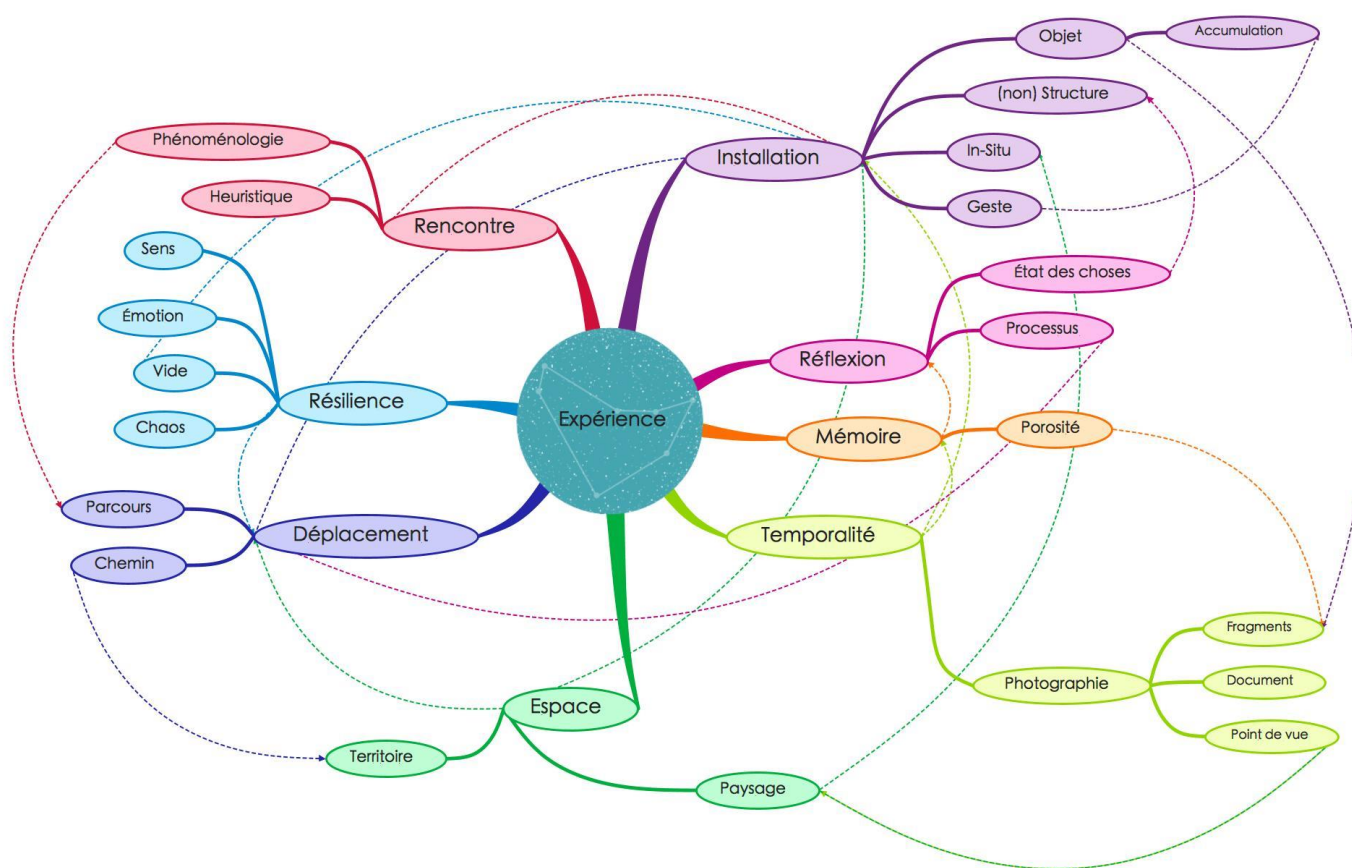 Objet
Accumulation
(non) Structure
Phénoménologie
Installation
In-Situ
Heuristique
Geste
Rencontre
Sens
État des choses
Émotion
Processus
Réflexion
Vide
Résilience
Expérience
Chaos
Mémoire
Porosité
Parcours
Déplacement
Temporalité
Chemin
Fragments
Photographie
Document
Espace
Point de vue
Territoire
Paysage